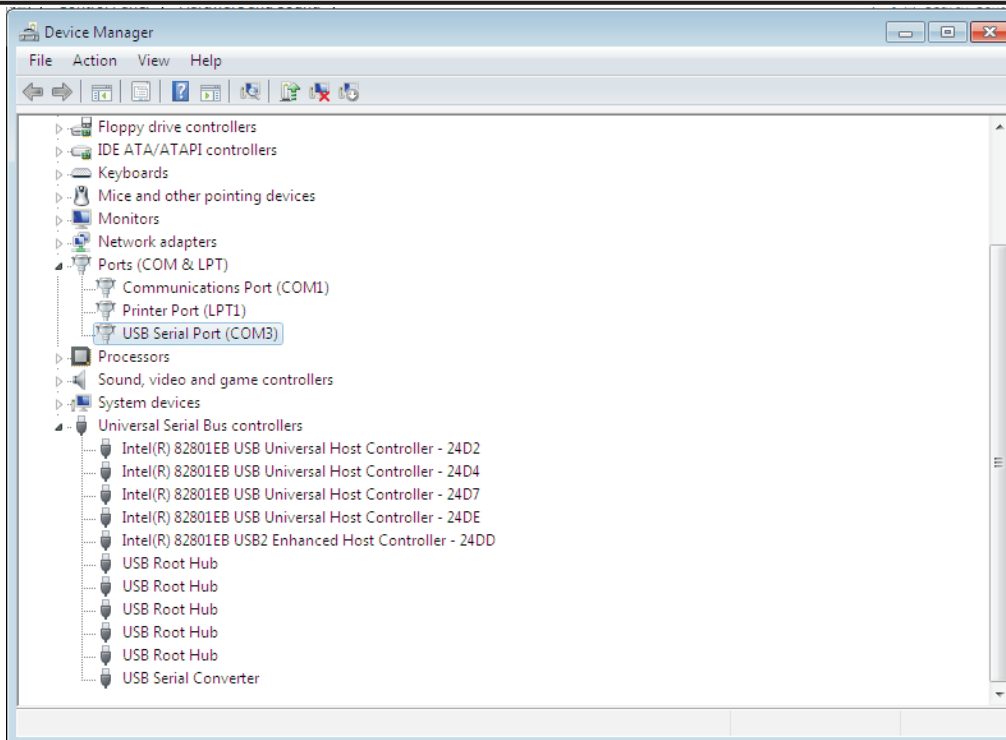 Device Manager
File Action View Help
Floppy drive controllers
IDE ATA/ATAPI controllers
Keyboards
Mice and other pointing devices
Monitors
Network adapters
Ports (COM & LPT)
Communications Port (COM1)
Printer Port (LPT1)
USB Serial Port (COM3)
Processors
Sound, video and game controllers
System devices
Universal Serial Bus controllers
Intel(R) 82801EB USB Universal Host Controller - 24D2
Intel(R) 82801EB USB Universal Host Controller - 24D4
Intel(R) 82801EB USB Universal Host Controller - 24D7
Intel(R) 82801EB USB Universal Host Controller - 24DE
Intel(R) 82801EB USB2 Enhanced Host Controller - 24DD
USB Root Hub
USB Root Hub
USB Root Hub
USB Root Hub
USB Root Hub
USB Serial Converter